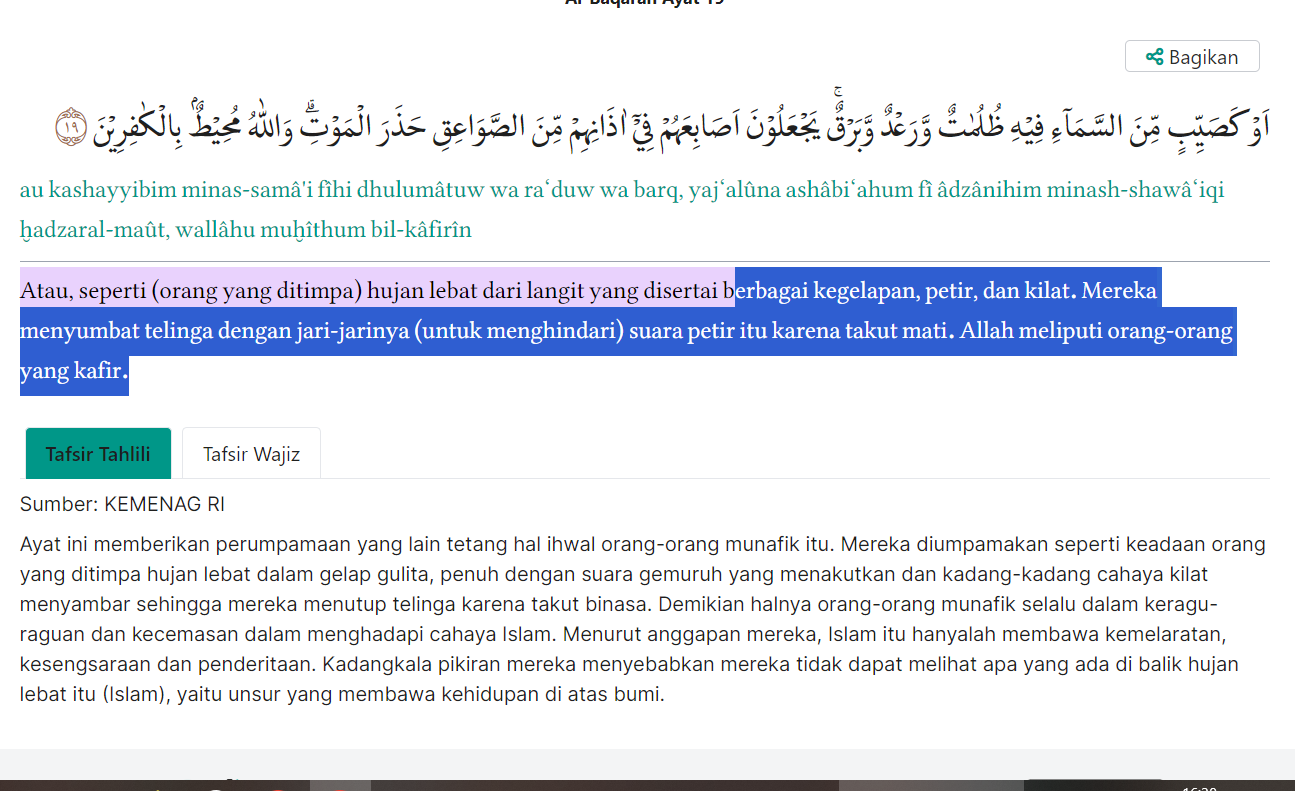 Al-Baqarah Ayat 19
Bagikan
اَوْ كَصَيِّبٍ مِّنَ السَّمَاۤءِ فِيْهِ ظُلُمٰتٌ وَّرَعْدٌ وَّبَرْقٌۚ يَجْعَلُوْنَ اَصَابِعَهُمْ فِيْٓ اٰذَانِهِمْ مِّنَ الصَّوَاعِقِ حَذَرَ الْمَوْتِۗ وَاللّٰهُ مُحِيْطٌۢ بِالْكٰفِرِيْنَ ١٩
au kashayyibim minas-samâ'i fîhi dhulumâtuw wa ra‘duw wa barq, yaj‘alûna ashâbi‘ahum fî âdzânihim minash-shawâ‘iqi
ḫadzaral-maût, wallâhu muḫîthum bil-kâfirîn
Atau, seperti (orang yang ditimpa) hujan lebat dari langit yang disertai berbagai kegelapan, petir, dan kilat. Mereka
menyumbat telinga dengan jari-jarinya (untuk menghindari) suara petir itu karena takut mati. Allah meliputi orang-orang
yang kafir.
Tafsir Tahlili Tafsir Wajiz
Sumber: KEMENAG RI
Ayat ini memberikan perumpamaan yang lain tetang hal ihwal orang-orang munafik itu. Mereka diumpamakan seperti keadaan orang
yang ditimpa hujan lebat dalam gelap gulita, penuh dengan suara gemuruh yang menakutkan dan kadang-kadang cahaya kilat
menyambar sehingga mereka menutup telinga karena takut binasa. Demikian halnya orang-orang munafik selalu dalam keragu-
raguan dan kecemasan dalam menghadapi cahaya Islam. Menurut anggapan mereka, Islam itu hanyalah membawa kemelaratan,
kesengsaraan dan penderitaan. Kadangkala pikiran mereka menyebabkan mereka tidak dapat melihat apa yang ada di balik hujan
lebat itu (Islam), yaitu unsur yang membawa kehidupan di atas bumi.